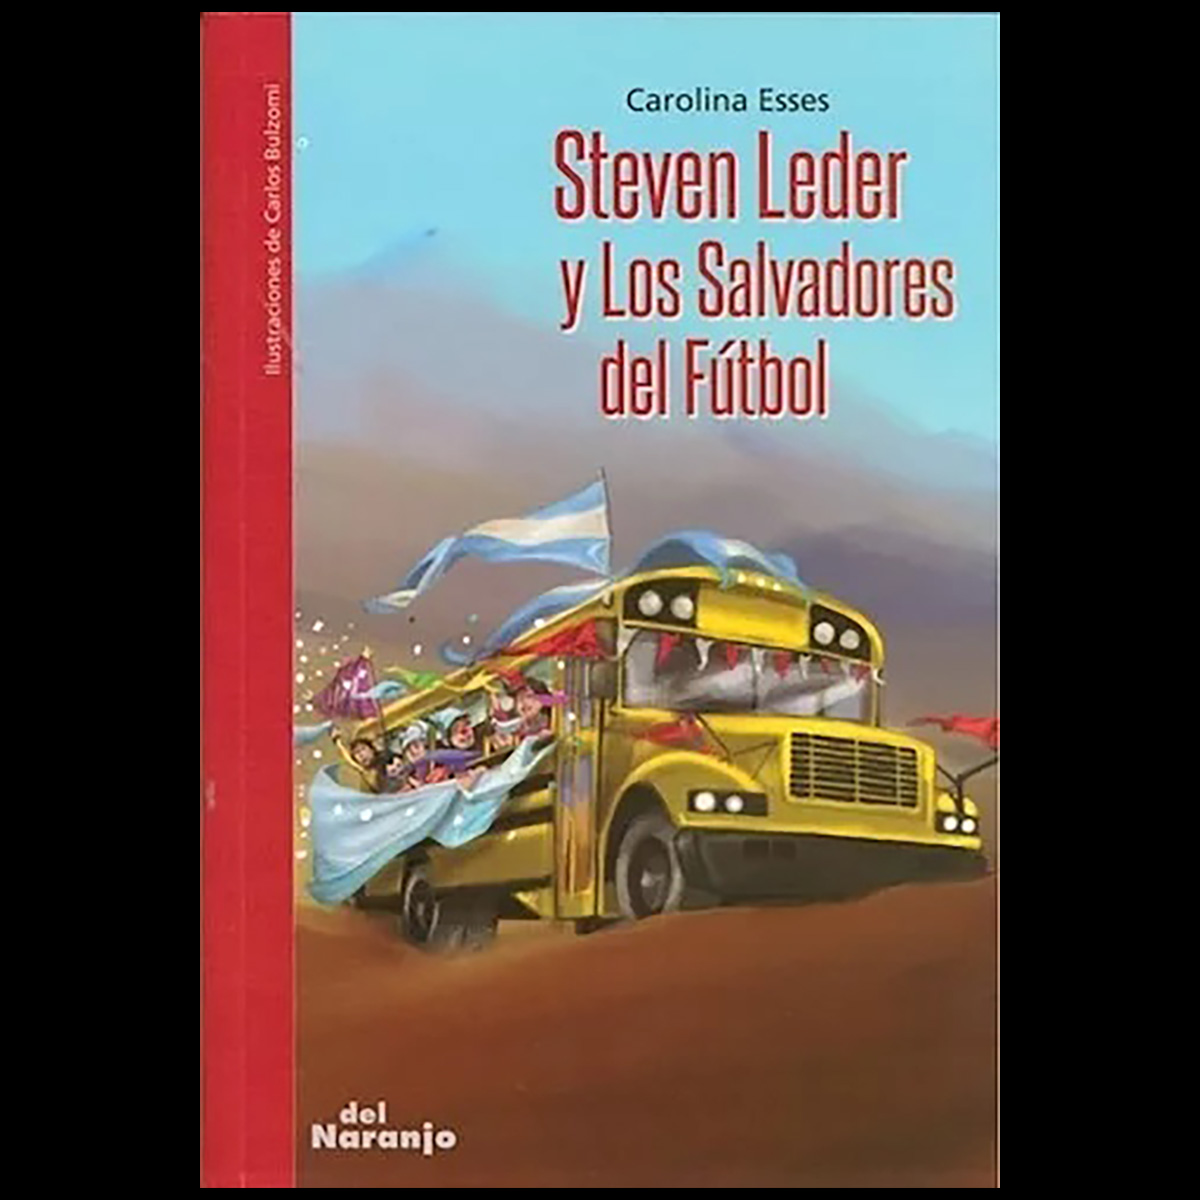 Ilustraciones de Carlos Bulzomi
Carolina Esses
Steven Leder
y Los Salvadores
del Fútbol
del
Naranjo